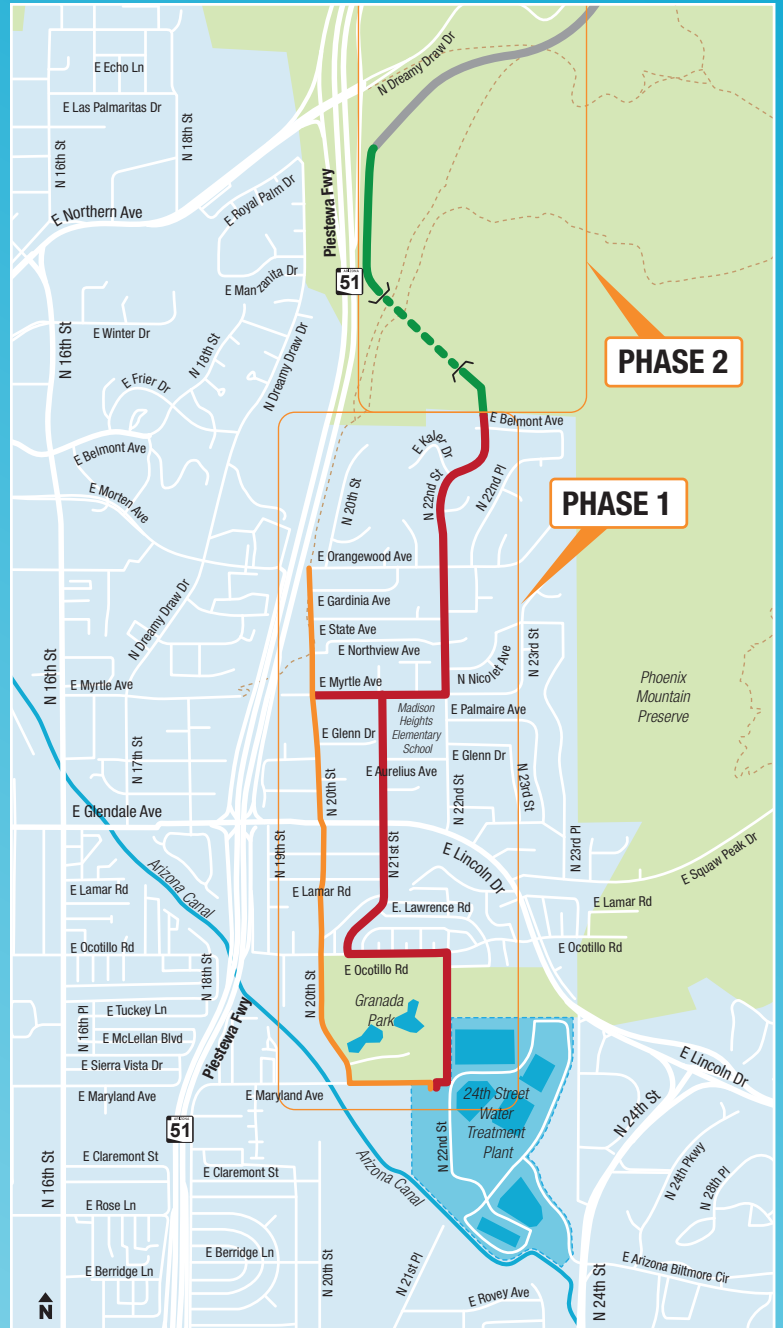 E Echo Ln
N Dreamy Draw Dr
E Las Palmaritas Dr
N 16th St
N 18th St
E Northern Ave
E Royal Palm Dr
Piestewa Fwy
51
E Manzanita Dr
E Winter Dr
N 16th St
N 18th St
N Dreamy Draw Dr
E Frier Dr
PHASE 2
E Belmont Ave
E Belmont Ave
E Kaler Dr
E Morten Ave
N 20th St
N 22nd St
N 22nd Pl
PHASE 1
E Orangewood Ave
E Gardinia Ave
N Dreamy Draw Dr
E State Ave
E Northview Ave
N 23rd St
N 16th St
E Myrtle Ave
E Myrtle Ave
N Nicolet Ave
Phoenix
Mountain
Preserve
Madison
Heights
Elementary
School
E Palmaire Ave
N 17th St
E Glenn Dr
E Glenn Dr
E Aurelius Ave
N 20th St
N 22nd St
N 23rd St
E Glendale Ave
N 19th St
N 21st St
E Lincoln Dr
N 23rd Pl
E Squaw Peak Dr
Arizona Canal
E Lamar Rd
E Lamar Rd
E. Lawrence Rd
E Lamar Rd
E Ocotillo Rd
N 18th St
E Ocotillo Rd
E Ocotillo Rd
N 20th St
Granada
Park
N 16th Pl
E Tuckey Ln
E McLellan Blvd
E Sierra Vista Dr
Piestewa Fwy
E Lincoln Dr
E Maryland Ave
E Maryland Ave
24th Street
Water
Treatment
Plant
N 22nd St
N 24th St
51
E Claremont St
E Claremont St
Arizona Canal
N 24th Pkwy
N 28th Pl
N 16th St
E Rose Ln
E Berridge Ln
E Berridge Ln
N 20th St
N 21st Pl
E Arizona Biltmore Cir
E Rovey Ave
N 24th St
N